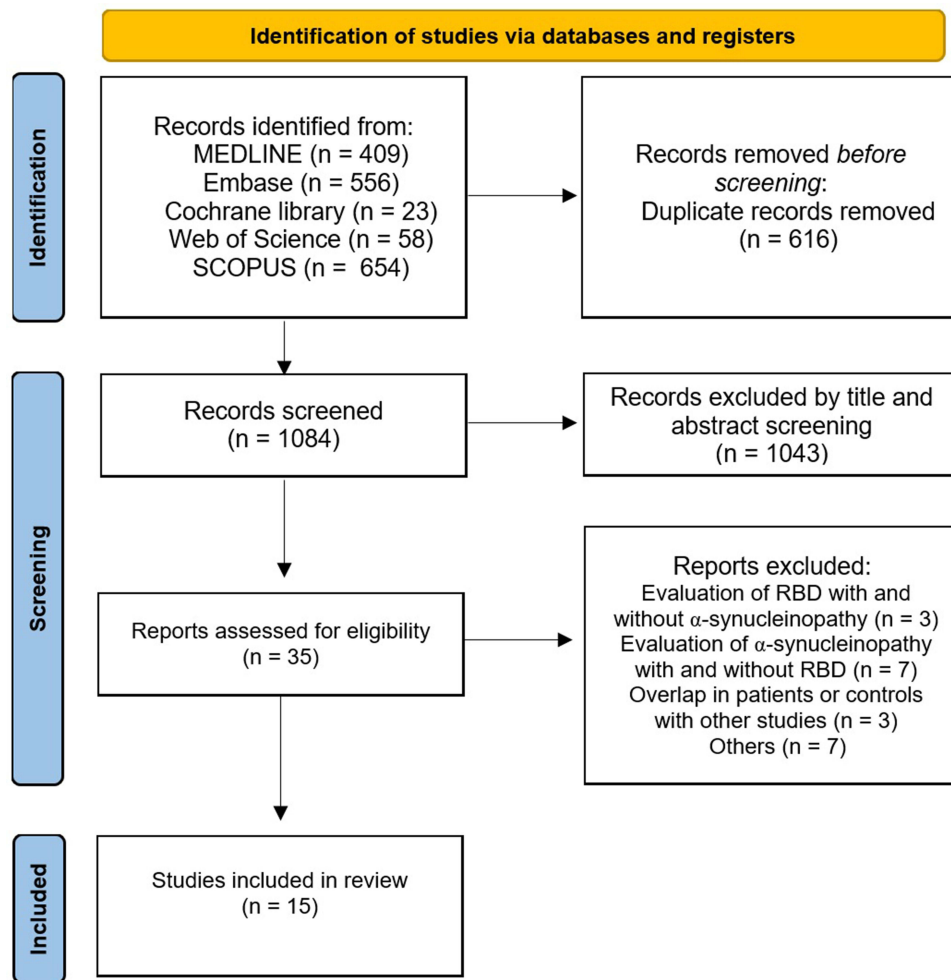 Identification of studies via databases and registers
Identification
Records identified from:
MEDLINE (n = 409)
Embase (n = 556)
Cochrane library (n = 23)
Web of Science (n = 58)
SCOPUS (n =  654)
Records removed before
screening:
Duplicate records removed
(n = 616)
Screening
Records screened
(n = 1084)
Records excluded by title and
abstract screening
(n = 1043)
Reports assessed for eligibility
(n = 35)
Reports excluded:
Evaluation of RBD with and
without α-synucleinopathy (n = 3)
Evaluation of α-synucleinopathy
with and without RBD (n = 7)
Overlap in patients or controls
with other studies (n = 3)
Others (n = 7)
Included
Studies included in review
(n = 15)